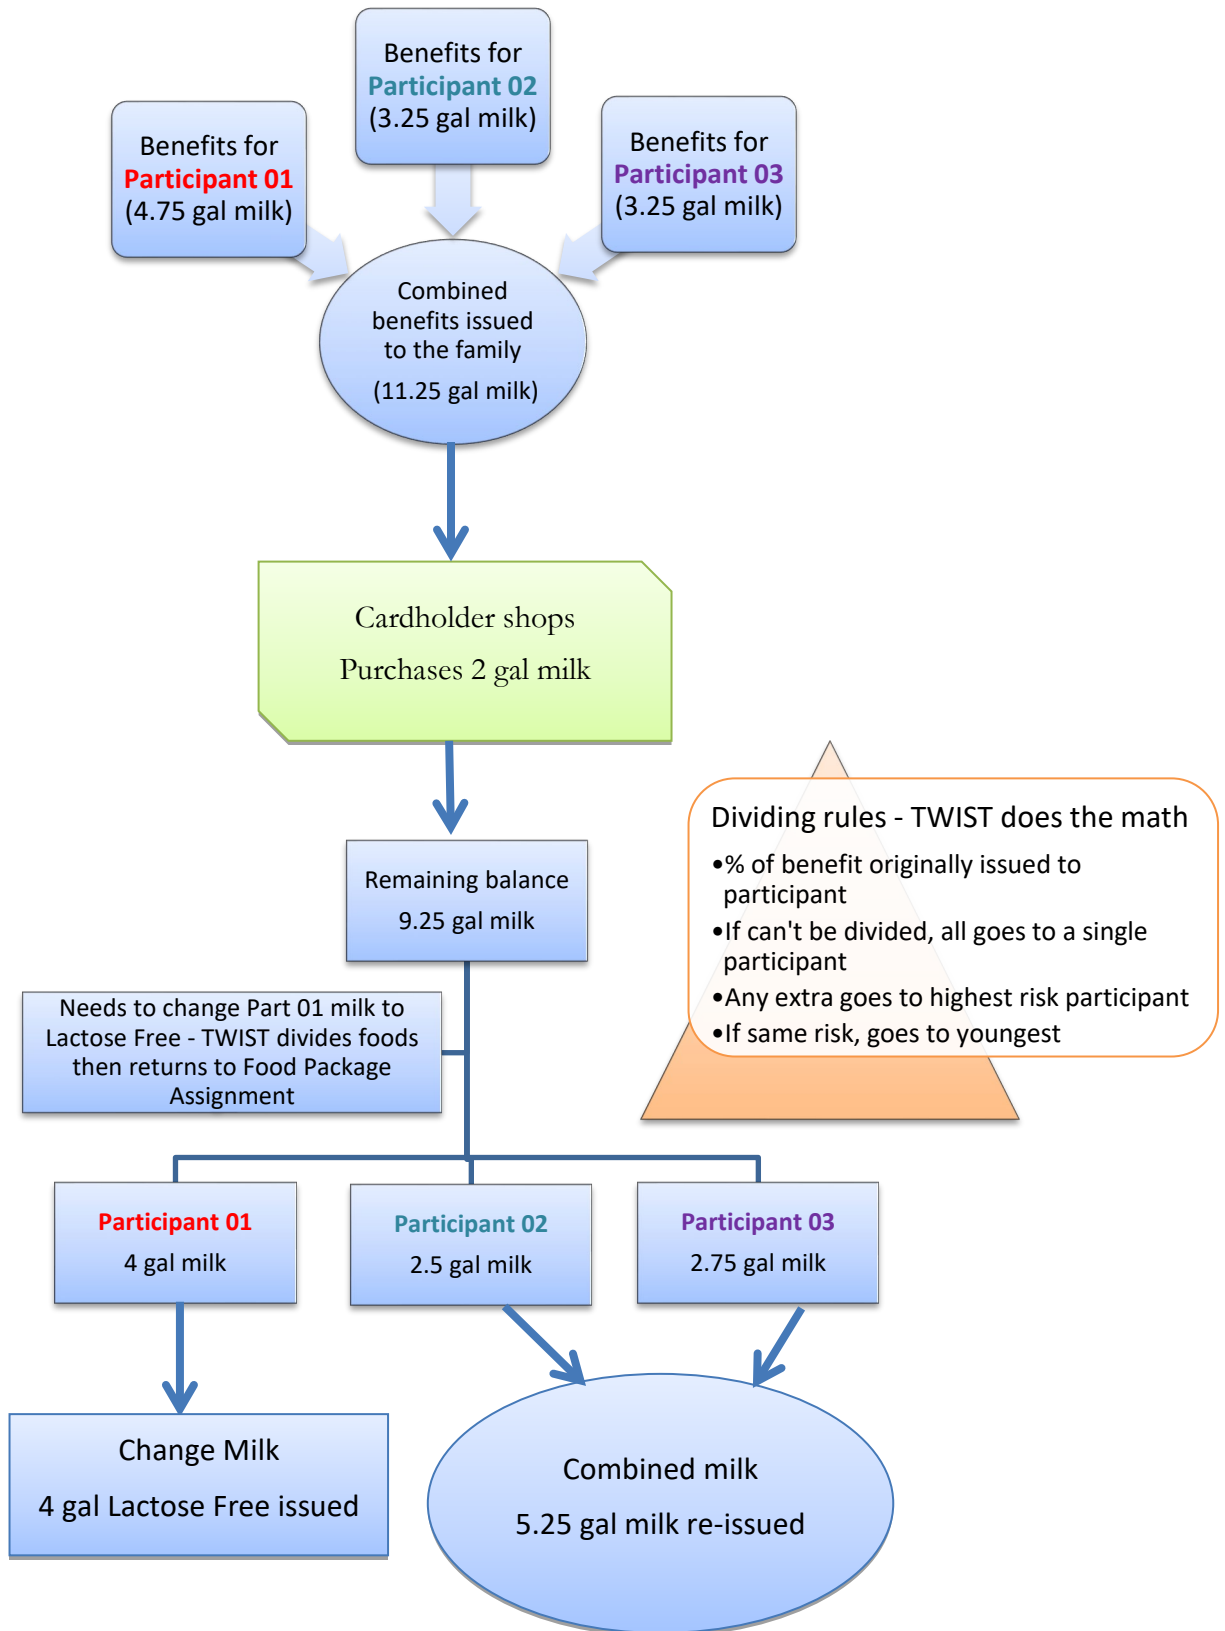 Benefits for
Participant 02
(3.25 gal milk)
Benefits for
Participant 01
(4.75 gal milk)
Benefits for
Participant 03
(3.25 gal milk)
Combined
benefits issued
to the family
(11.25 gal milk)
Cardholder shops
Purchases 2 gal milk
Remaining balance
9.25 gal milk
Dividing rules - TWIST does the math
•% of benefit originally issued to
participant
•If can't be divided, all goes to a single
participant
•Any extra goes to highest risk participant
•If same risk, goes to youngest
Needs to change Part 01 milk to
Lactose Free - TWIST divides foods
then returns to Food Package
Assignment
Participant 01
4 gal milk
Participant 02
2.5 gal milk
Participant 03
2.75 gal milk
Change Milk
4 gal Lactose Free issued
Combined milk
5.25 gal milk re-issued